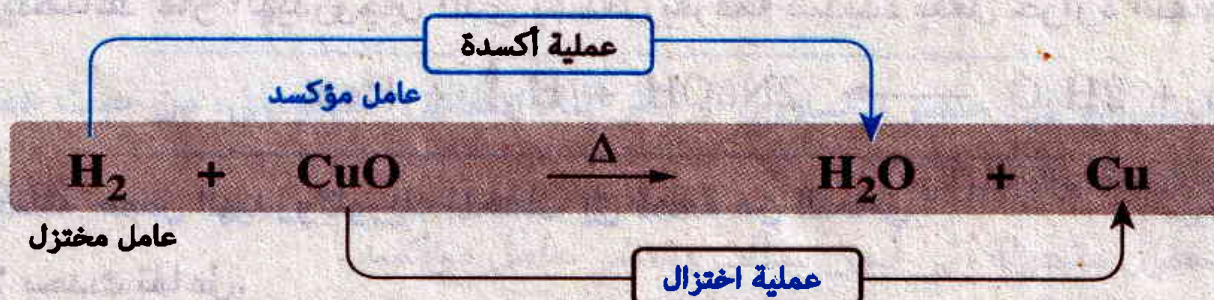 عملية أكسدة
عامل مؤكسد
H₂ + CuO —Δ→ H₂O + Cu
عامل مختزل
عملية اختزال